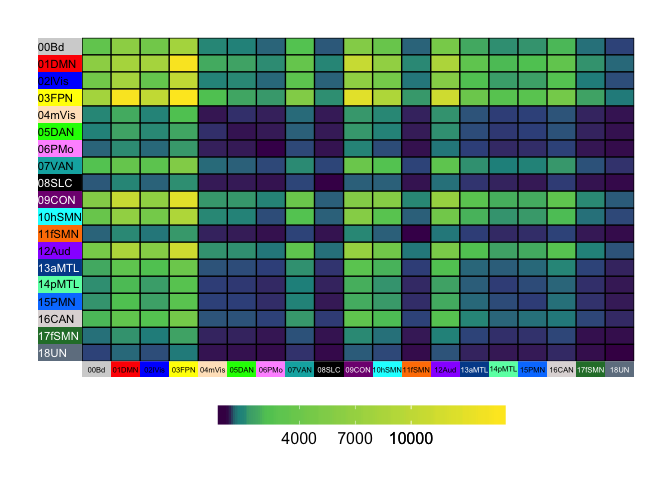 00Bd
01DMN
02Vis
03FPN
04mVis
05DAN
06PMo
07VAN
08SLC
09CON
10hSMN
11fSMN
12Aud
13aMTL
14pMTL
15PMN
16CAN
17fSMN
18UN
00Bd 01DMN 02Vis 03FPN 04mVis 05DAN 06PMo 07VAN 08SLC 09CON 10hSMN 11fSMN 12Aud 13aMTL 14pMTL 15PMN 16CAN 17fSMN 18UN
4000 7000 10000